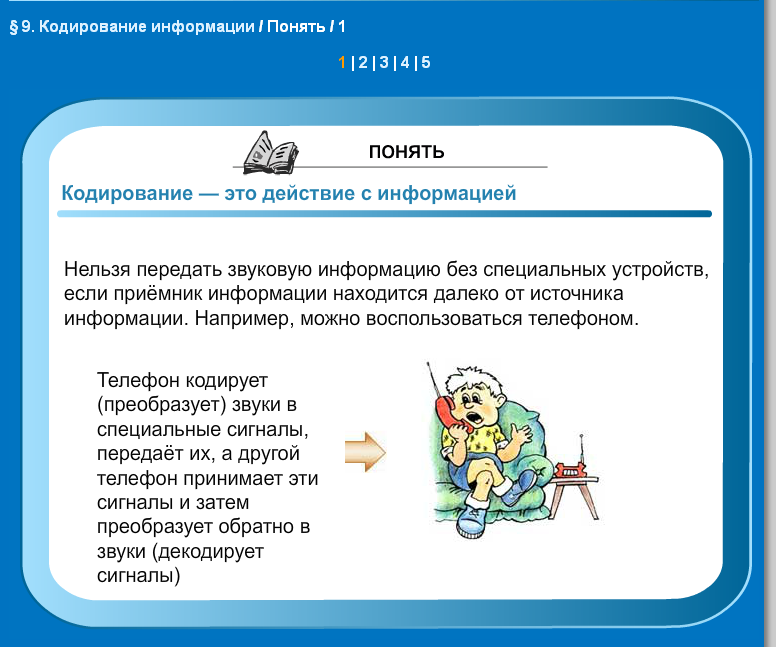 § 9. Кодирование информации / Понять / 1
1 | 2 | 3 | 4 | 5
ПОНЯТЬ
Кодирование — это действие с информацией
Нельзя передать звуковую информацию без специальных устройств,
если приёмник информации находится далеко от источника
информации. Например, можно воспользоваться телефоном.
Телефон кодирует
(преобразует) звуки в
специальные сигналы,
передаёт их, а другой
телефон принимает эти
сигналы и затем
преобразует обратно в
звуки (декодирует
сигналы)